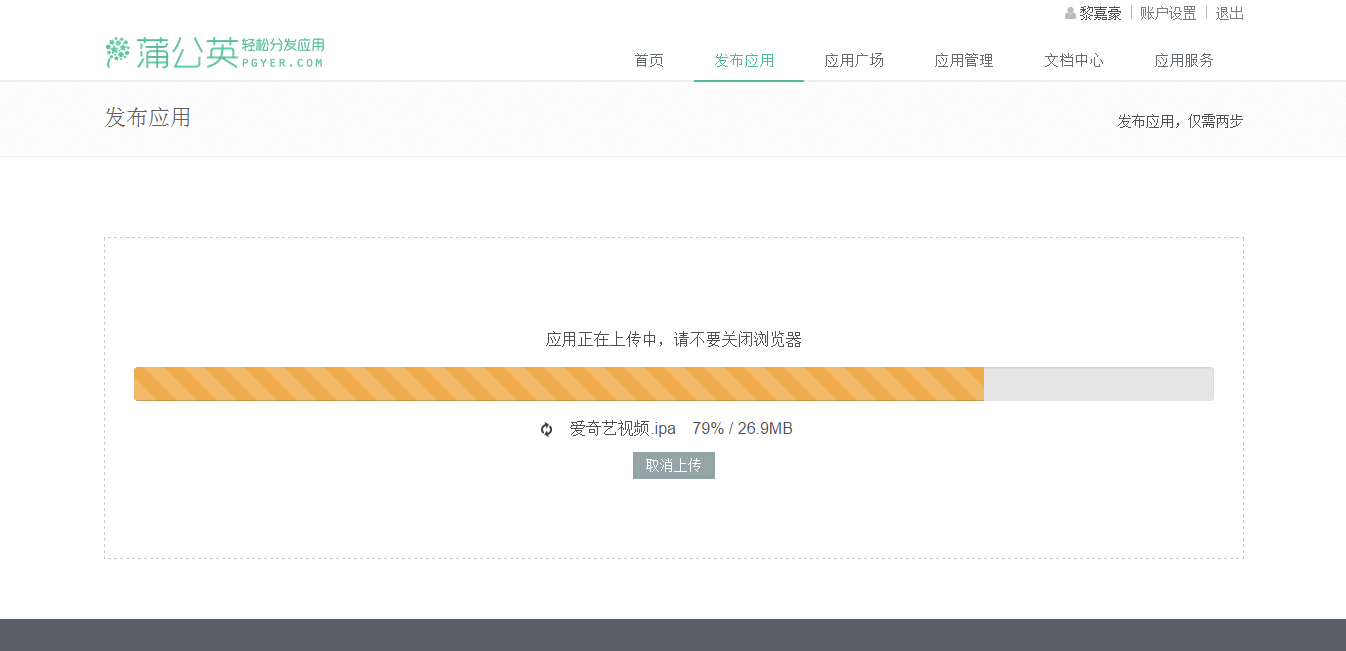 黎嘉豪 账户设置 退出
蒲公英 轻松分发应用
PGYER.COM
首页 发布应用 应用广场 应用管理 文档中心 应用服务
发布应用
发布应用，仅需两步
应用正在上传中，请不要关闭浏览器
爱奇艺视频.ipa 79% / 26.9MB
取消上传